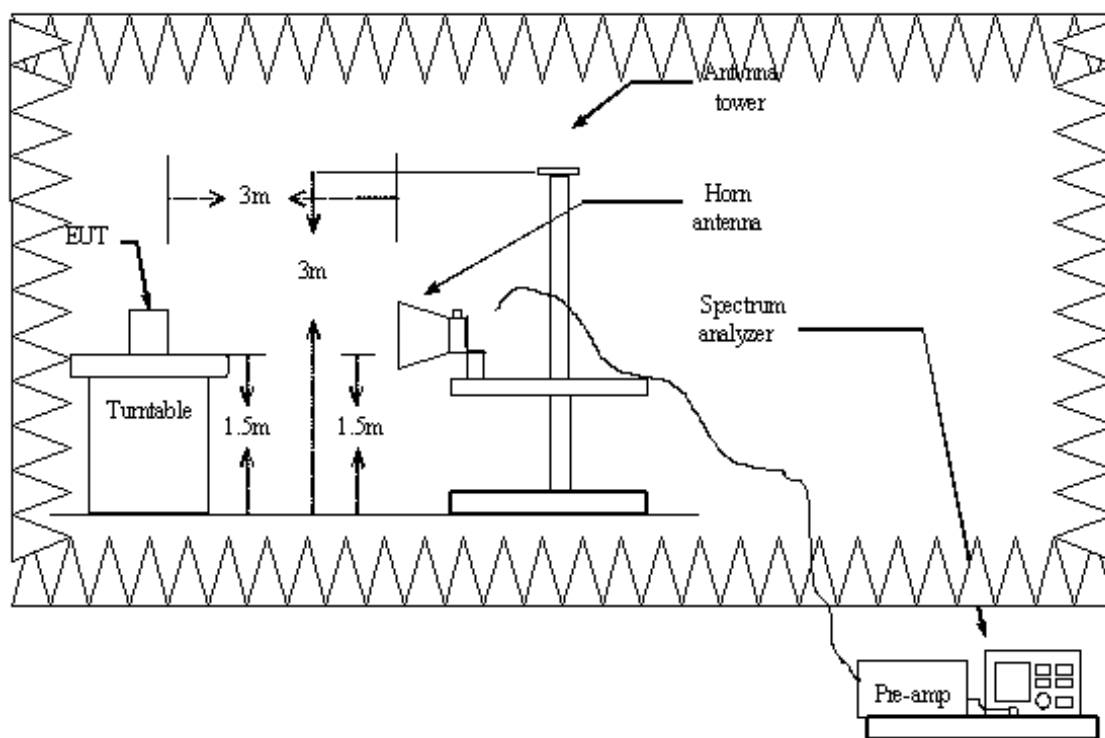 Antenna
tower
3m
Horn
antenna
EUT
3m
Spectrum
analyzer
Turntable
1.5m
1.5m
Pre-amp